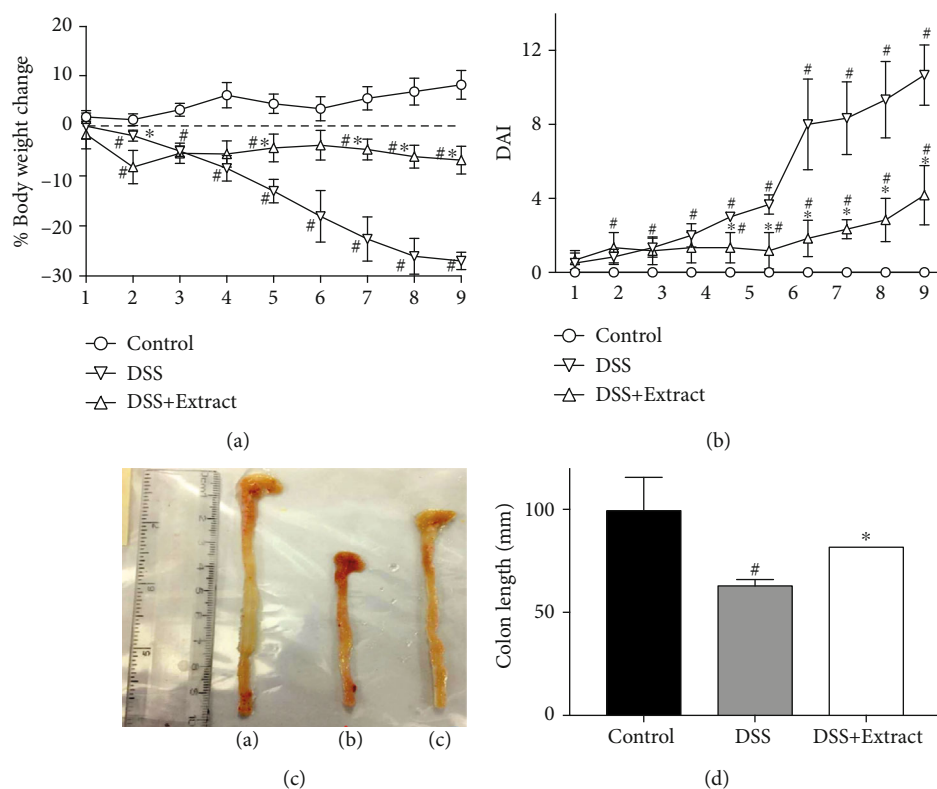 % Body weight change
20
10
0
–10
–20
–30
1 2 3 4 5 6 7 8 9
# * # # # # # # #
# #* #* #* #*
Control
DSS
DSS+Extract
(a)
DAI
12
8
4
0
1 2 3 4 5 6 7 8 9
# # # # # # # # #
*# *# # * # * # * # *
Control
DSS
DSS+Extract
(b)
(a) (b) (c)
(c)
Colon length (mm)
100
50
0
#
*
Control DSS DSS+Extract
(d)